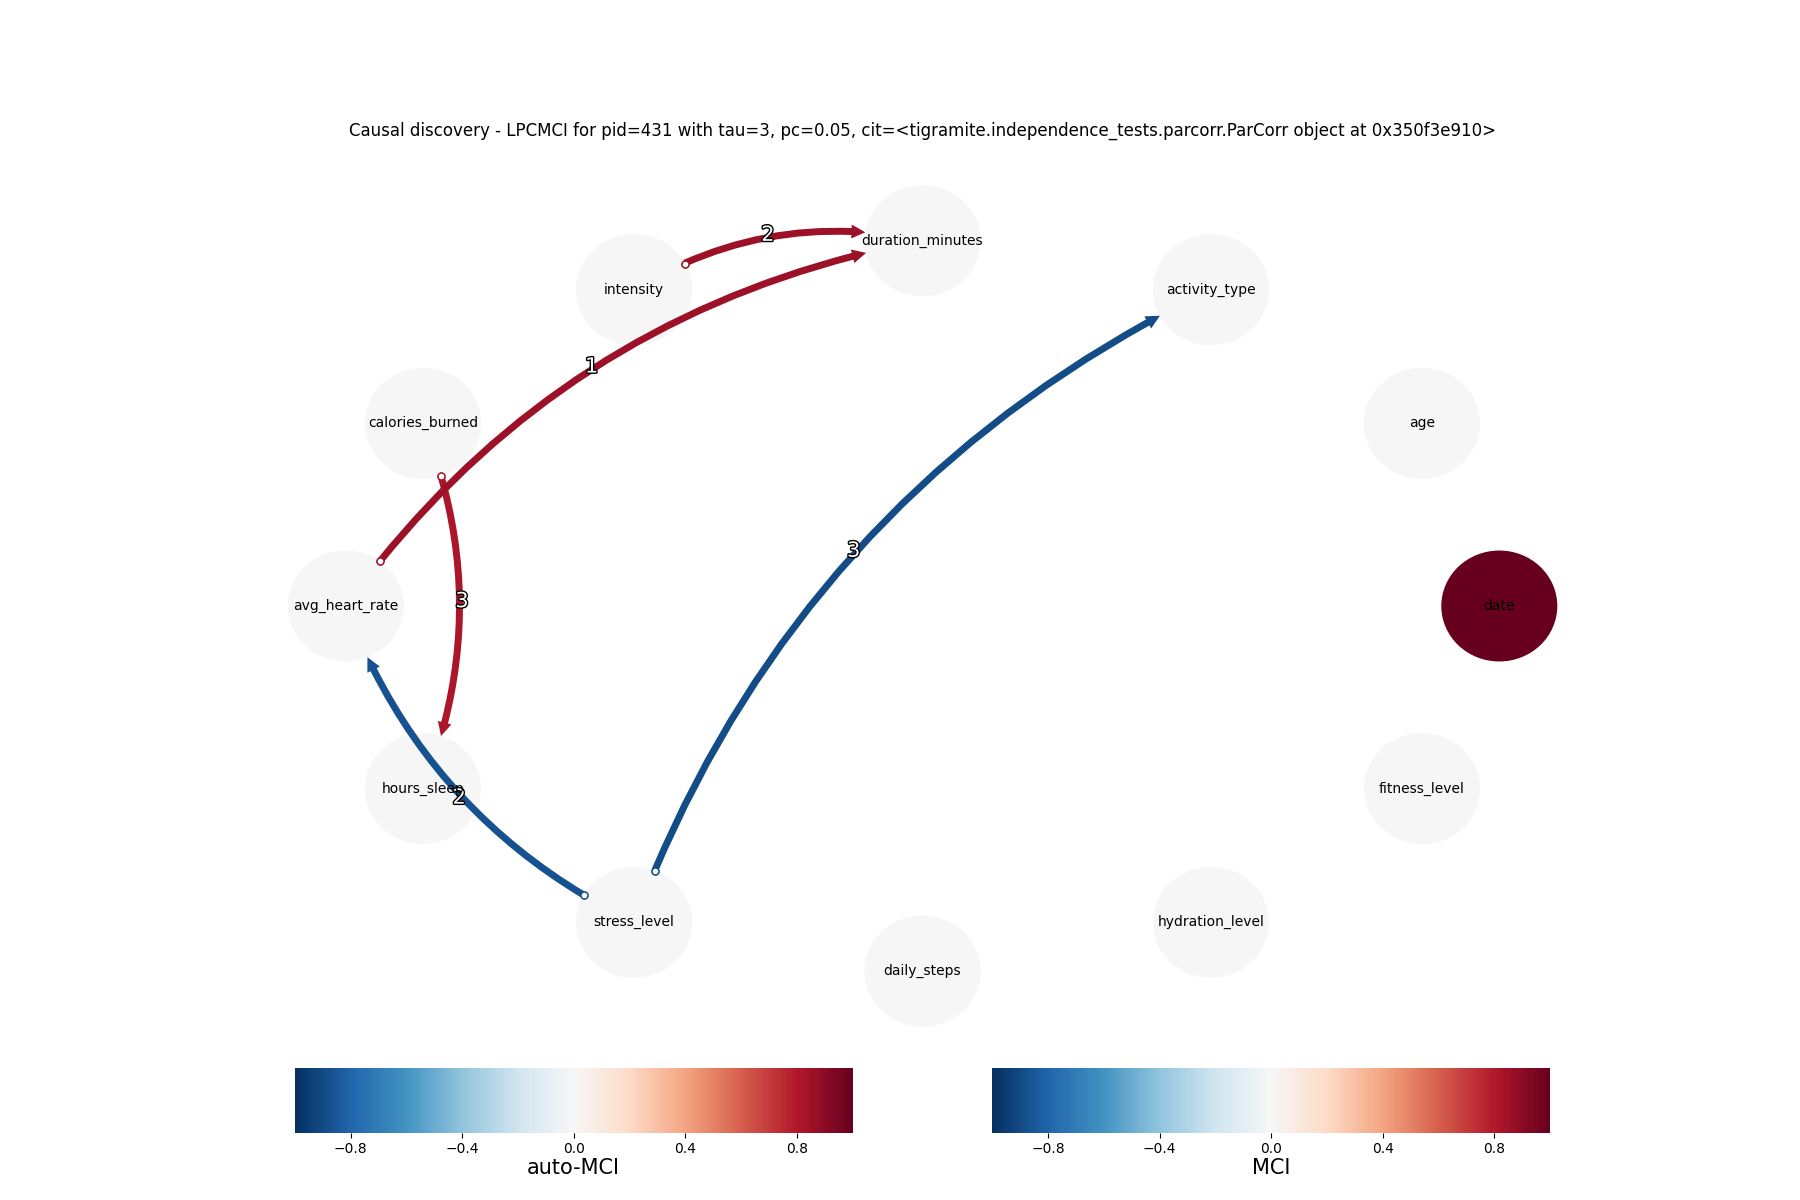 Causal discovery - LPCMCI for pid=431 with tau=3, pc=0.05, cit=<tigramite.independence_tests.parcorr.ParCorr object at 0x350f3e910>
2
duration_minutes
intensity
activity_type
1
calories_burned
age
3
3
avg_heart_rate
date
hours_sleep
2
fitness_level
stress_level
hydration_level
daily_steps
−0.8 −0.4 0.0 0.4 0.8
auto-MCI
−0.8 −0.4 0.0 0.4 0.8
MCI